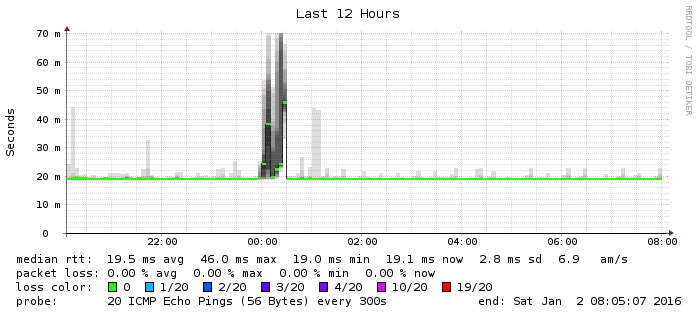 Last 12 Hours
RRDTOOL / TOBI OETIKER
Seconds
70 m
60 m
50 m
40 m
30 m
20 m
10 m
0
22:00 00:00 02:00 04:00 06:00 08:00
median rtt: 19.5 ms avg 46.0 ms max 19.0 ms min 19.1 ms now 2.8 ms sd 6.9 am/s
packet loss: 0.00 % avg 0.00 % max 0.00 % min 0.00 % now
loss color: 0 1/20 2/20 3/20 4/20 10/20 19/20
probe: 20 ICMP Echo Pings (56 Bytes) every 300s end: Sat Jan 2 08:05:07 2016